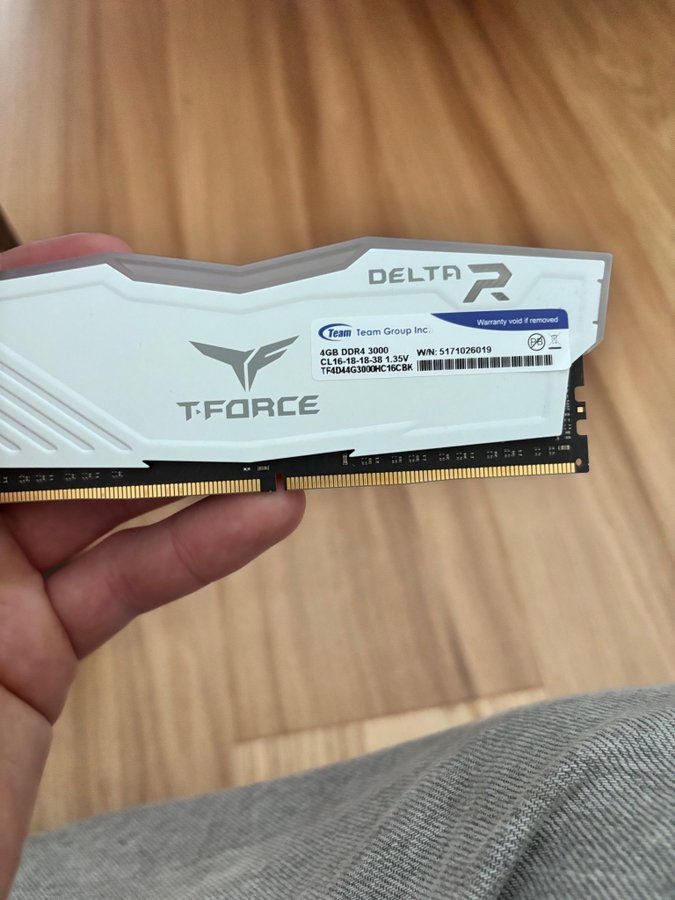 DELTA R
Team Team Group Inc.
Warranty void if removed
4GB DDR4 3000 W/N: 5171026019
CL16-18-18-38 1.35V
TF4D44G3000HC16CBK
Pb
T-FORCE